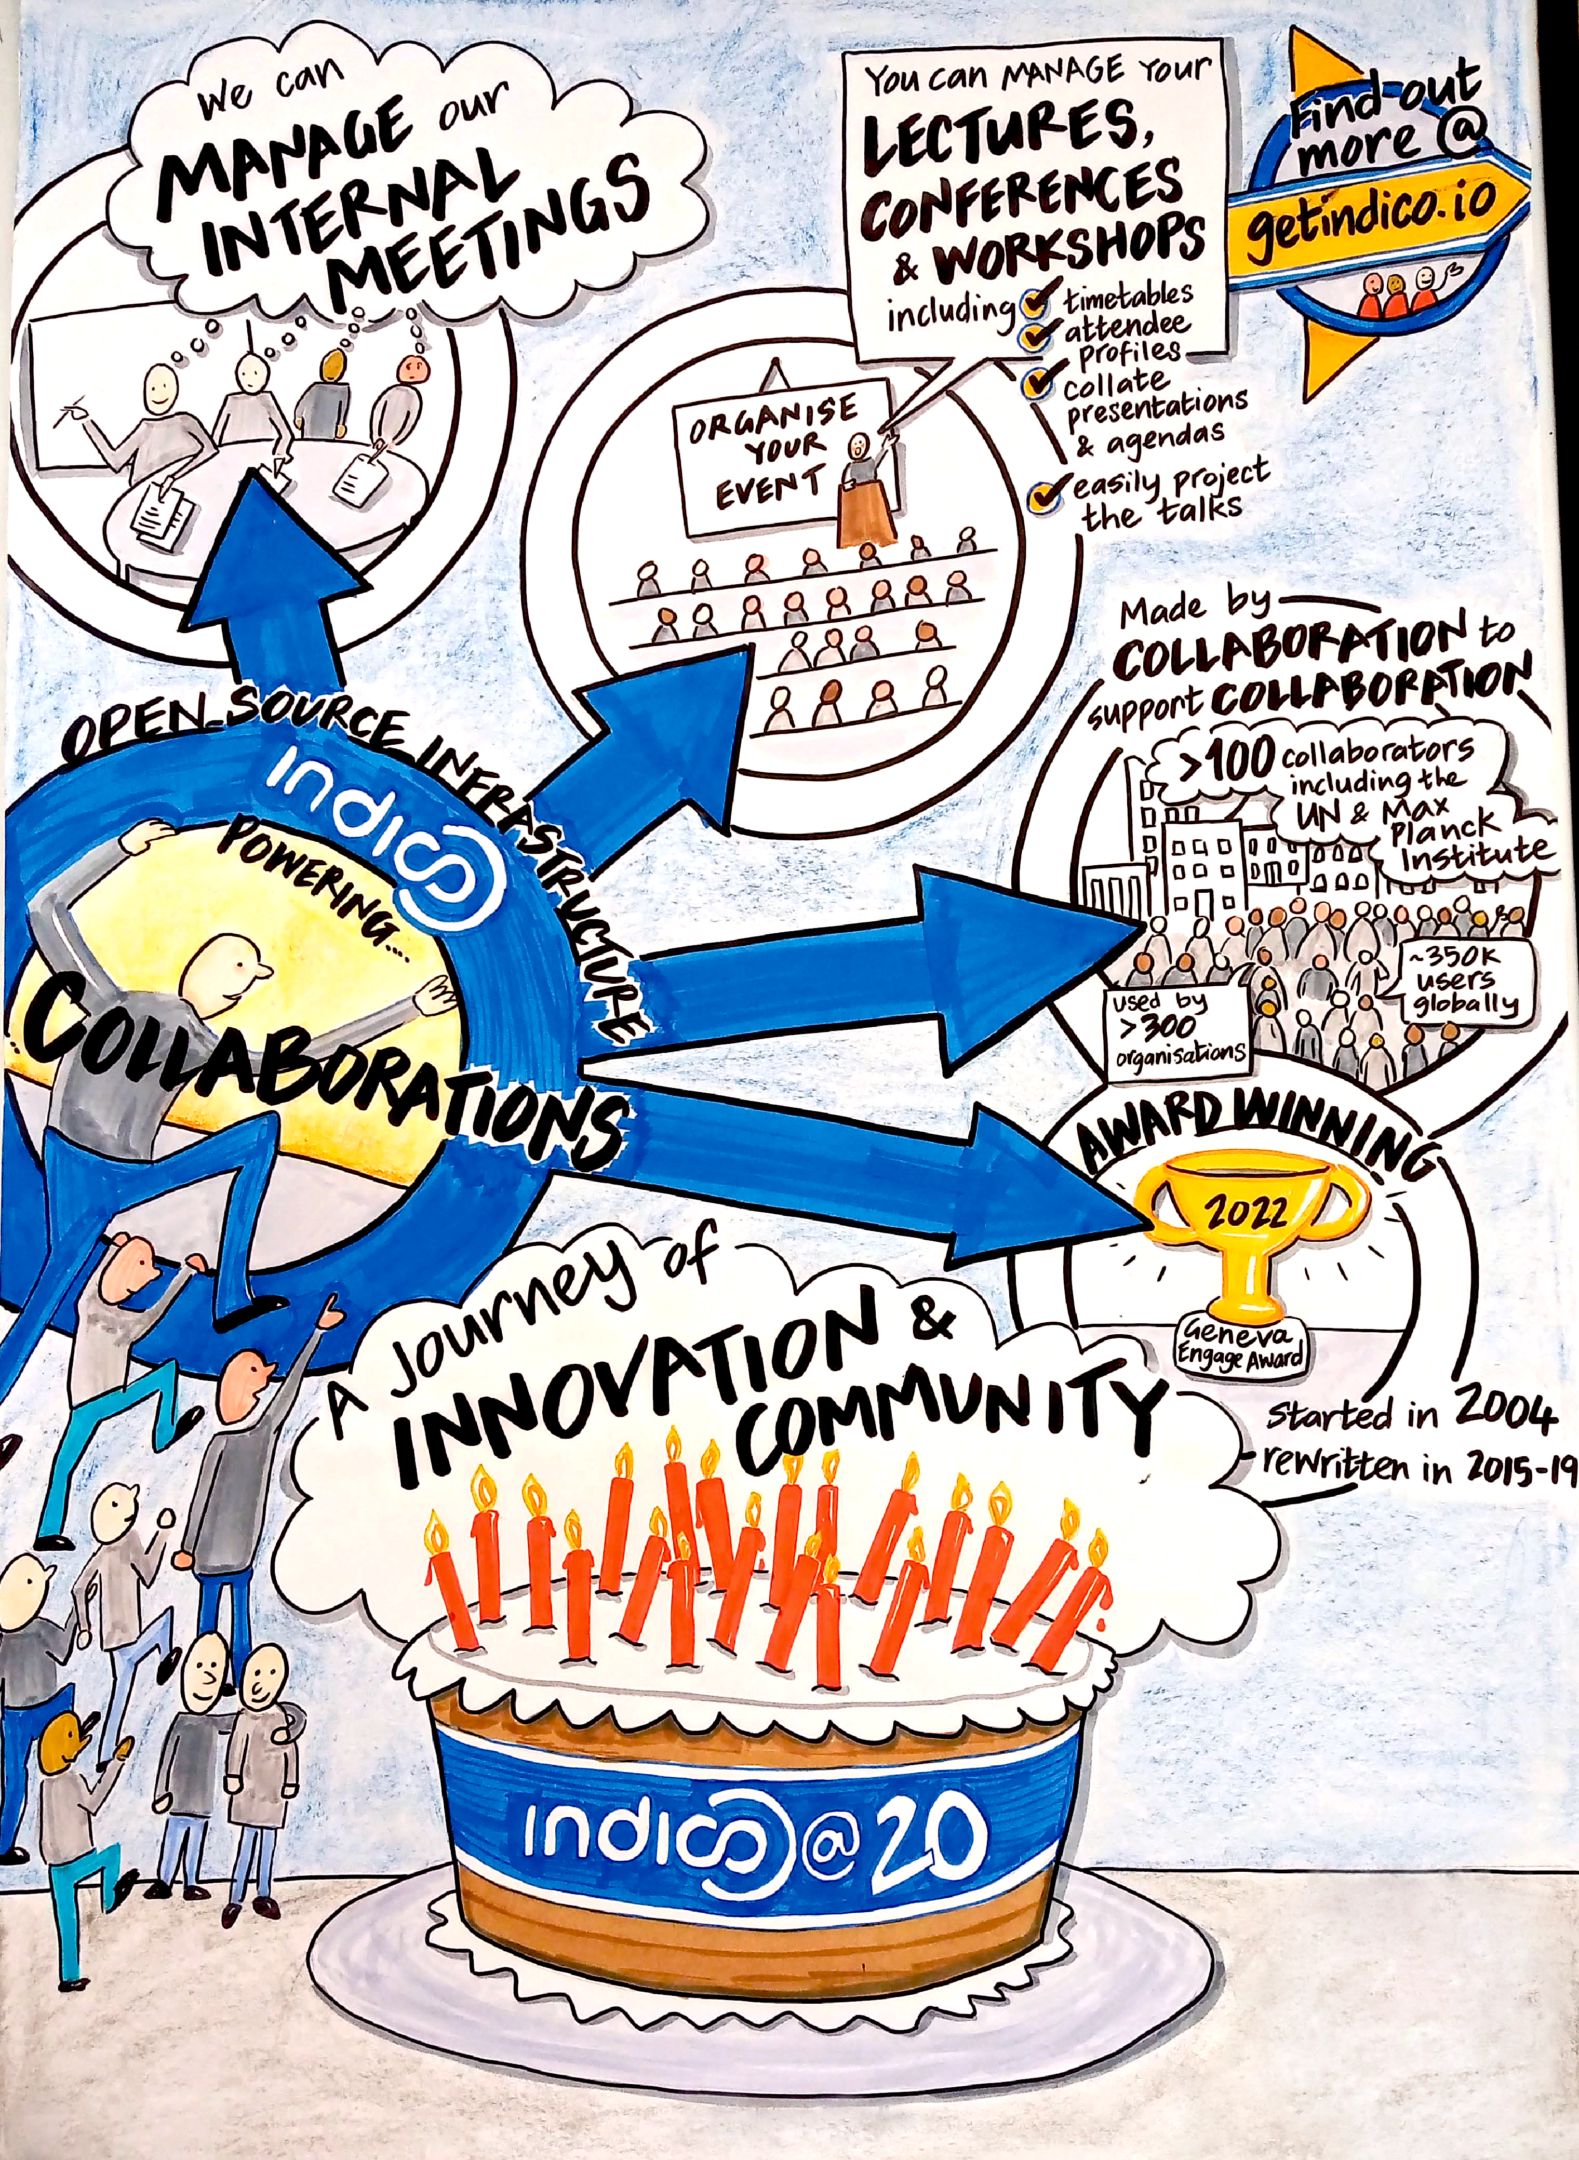 We can
MANAGE our
INTERNAL
MEETINGS
You can MANAGE Your
LECTURES,
CONFERENCES
& WORKSHOPS
including
timetables
attendee
profiles
collate
presentations
& agendas
easily project
the talks
Find out
more @
getindico.io
ORGANISE
YOUR
EVENT
Made by
COLLABORATION to
support COLLABORATION
>100 collaborators
including the
UN & Max
Planck
Institute
~350K
users
globally
used by
>300
organisations
OPEN SOURCE INFRASTRUCTURE
indico
POWERING....
COLLABORATIONS
AWARD WINNING
2022
Geneva
Engage Award
Started in 2004
rewritten in 2015-19
A Journey of
INNOVATION &
COMMUNITY
indico@20